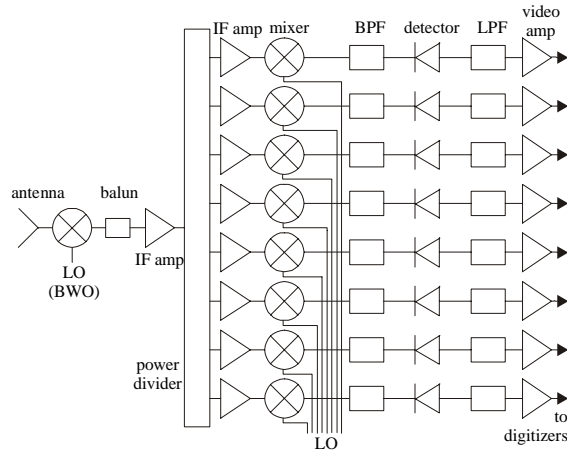 IF amp mixer BPF detector LPF video
amp
antenna
balun
IF amp
LO
(BWO)
power
divider
LO
to
digitizers